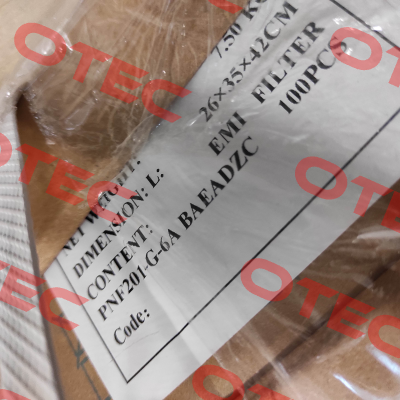 NET WEIGHT: 7.50 KG
DIMENSION: L: 26×35×42CM
CONTENT: EMI FILTER
PNF201-G-6A BAEADZC 100PCS
Code:
OTEC
OTEC
OTEC
OTEC
OTEC
OTEC
OTEC